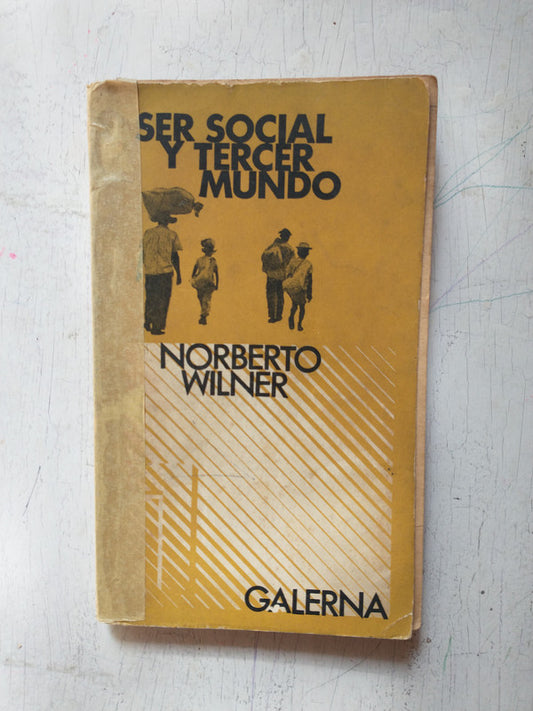 SER SOCIAL
Y TERCER
MUNDO
NORBERTO
WILNER
GALERNA